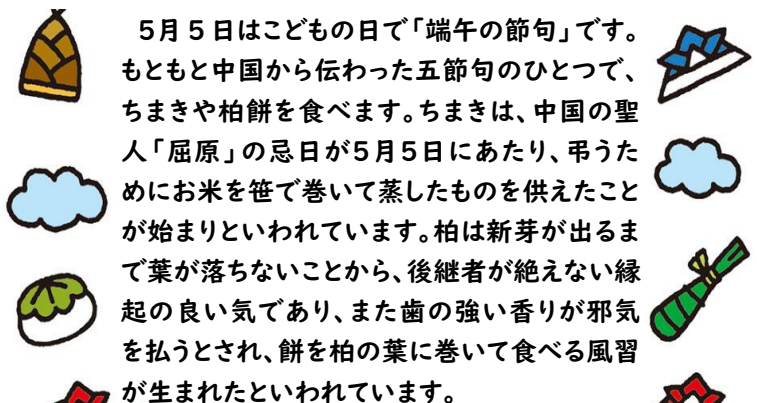 ５月５日はこどもの日で「端午の節句」です。
もともと中国から伝わった五節句のひとつで、
ちまきや柏餅を食べます。ちまきは、中国の聖
人「屈原」の忌日が５月５日にあたり、弔うた
めにお米を笹で巻いて蒸したものを供えたこと
が始まりといわれています。柏は新芽が出るま
で葉が落ちないことから、後継者が絶えない縁
起の良い気であり、また歯の強い香りが邪気
を払うとされ、餅を柏の葉に巻いて食べる風習
が生まれたといわれています。